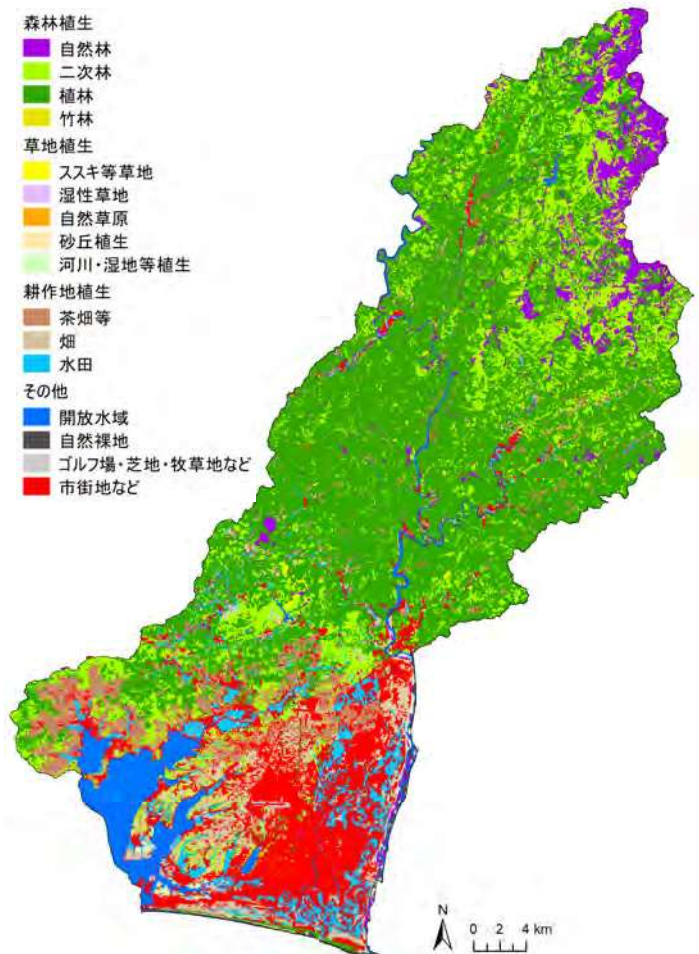 森林植生
自然林
二次林
植林
竹林
草地植生
ススキ等草地
湿性草地
自然草原
砂丘植生
河川・湿地等植生
耕作地植生
茶畑等
畑
水田
その他
開放水域
自然裸地
ゴルフ場・芝地・牧草地など
市街地など
N
0 2 4 km